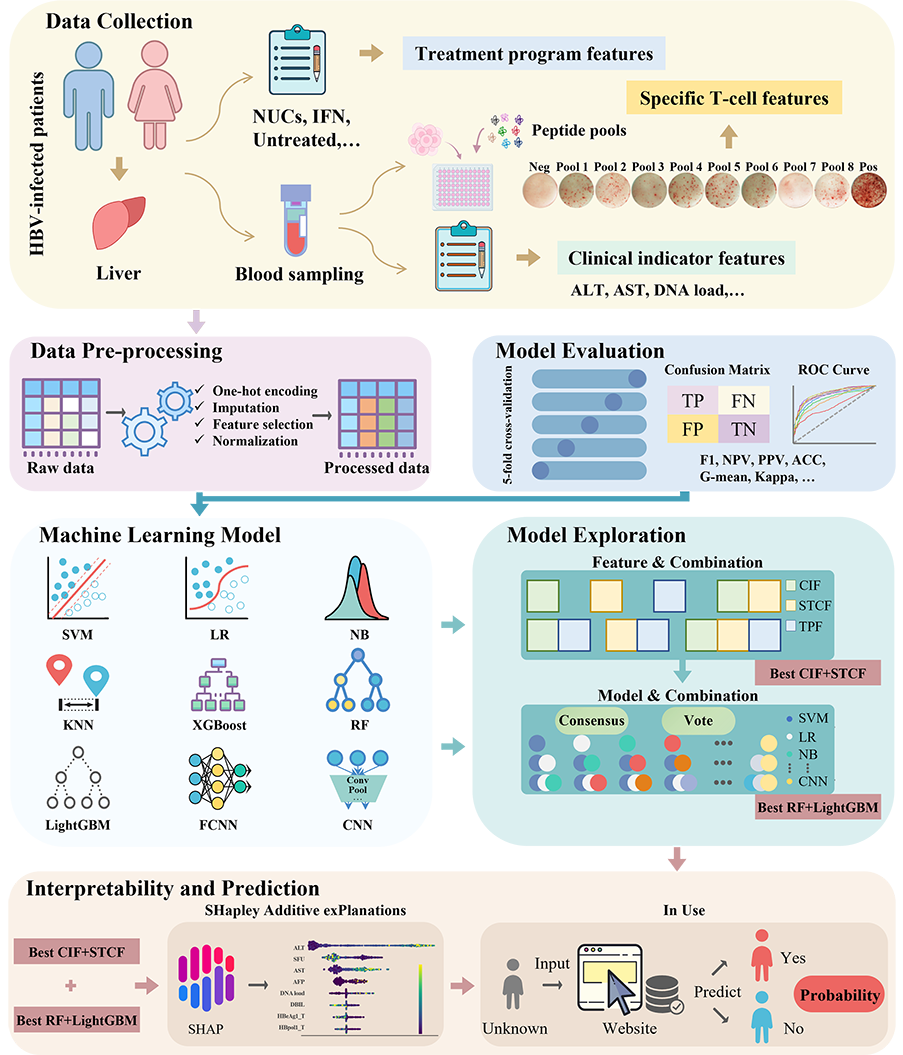 Data Collection
HBV-infected patients
Liver
NUCs, IFN,
Untreated,...
Treatment program features
Specific T-cell features
Peptide pools
Neg Pool 1 Pool 2 Pool 3 Pool 4 Pool 5 Pool 6 Pool 7 Pool 8 Pos
Blood sampling
Clinical indicator features
ALT, AST, DNA load,...
Data Pre-processing
Raw data
✓ One-hot encoding
✓ Imputation
✓ Feature selection
✓ Normalization
Processed data
Model Evaluation
5-fold cross-validation
Confusion Matrix
TP FN
FP TN
ROC Curve
F1, NPV, PPV, ACC,
G-mean, Kappa, ...
Machine Learning Model
SVM LR NB
KNN XGBoost RF
LightGBM FCNN CNN
Conv
Pool
...
Model Exploration
Feature & Combination
CIF
STCF
TPF
Best CIF+STCF
Model & Combination
Consensus Vote
SVM
LR
NB
CNN
Best RF+LightGBM
Interpretability and Prediction
Best CIF+STCF
+
Best RF+LightGBM
SHapley Additive exPlanations
SHAP
ALT
SFU
AST
AFP
DNA load
DBIL
HBeAg1_T
HBpol1_T
In Use
Unknown
Input
Website
Predict
Yes
No
Probability